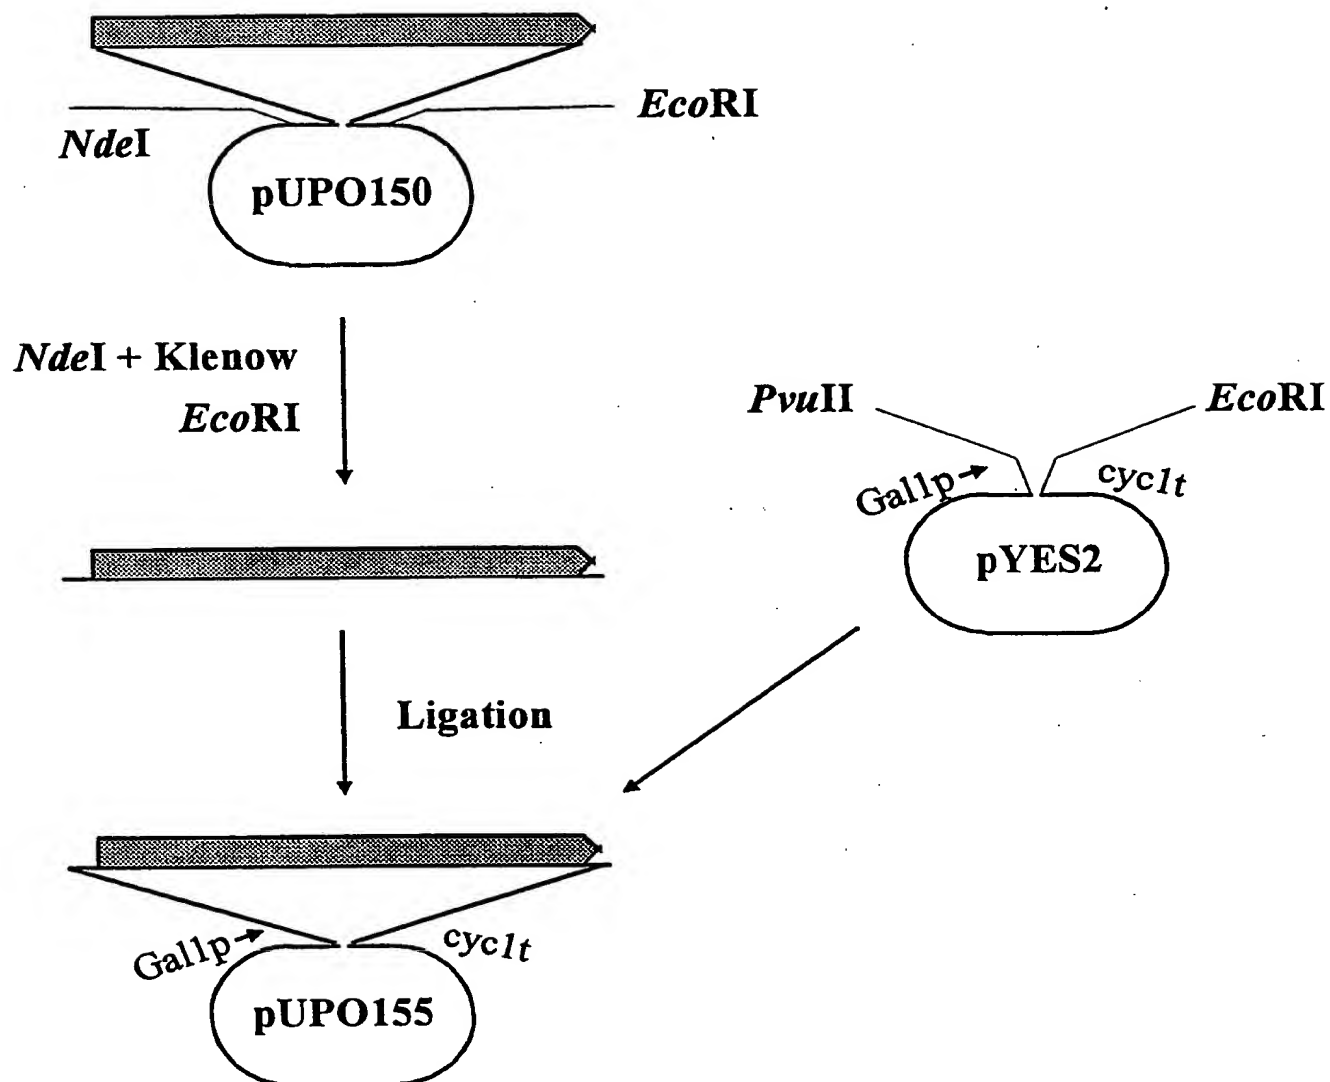 EcoRI
NdeI
pUPO150
NdeI + Klenow
EcoRI
PvuII
EcoRI
Gal1p
cyc1t
pYES2
Ligation
Gal1p
cyc1t
pUPO155